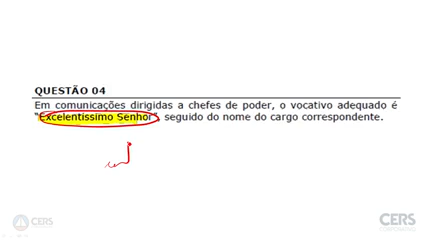 QUESTÃO 04
Em comunicações dirigidas a chefes de poder, o vocativo adequado é
“Excelentíssimo Senhor”, seguido do nome do cargo correspondente.
CERS
CERS